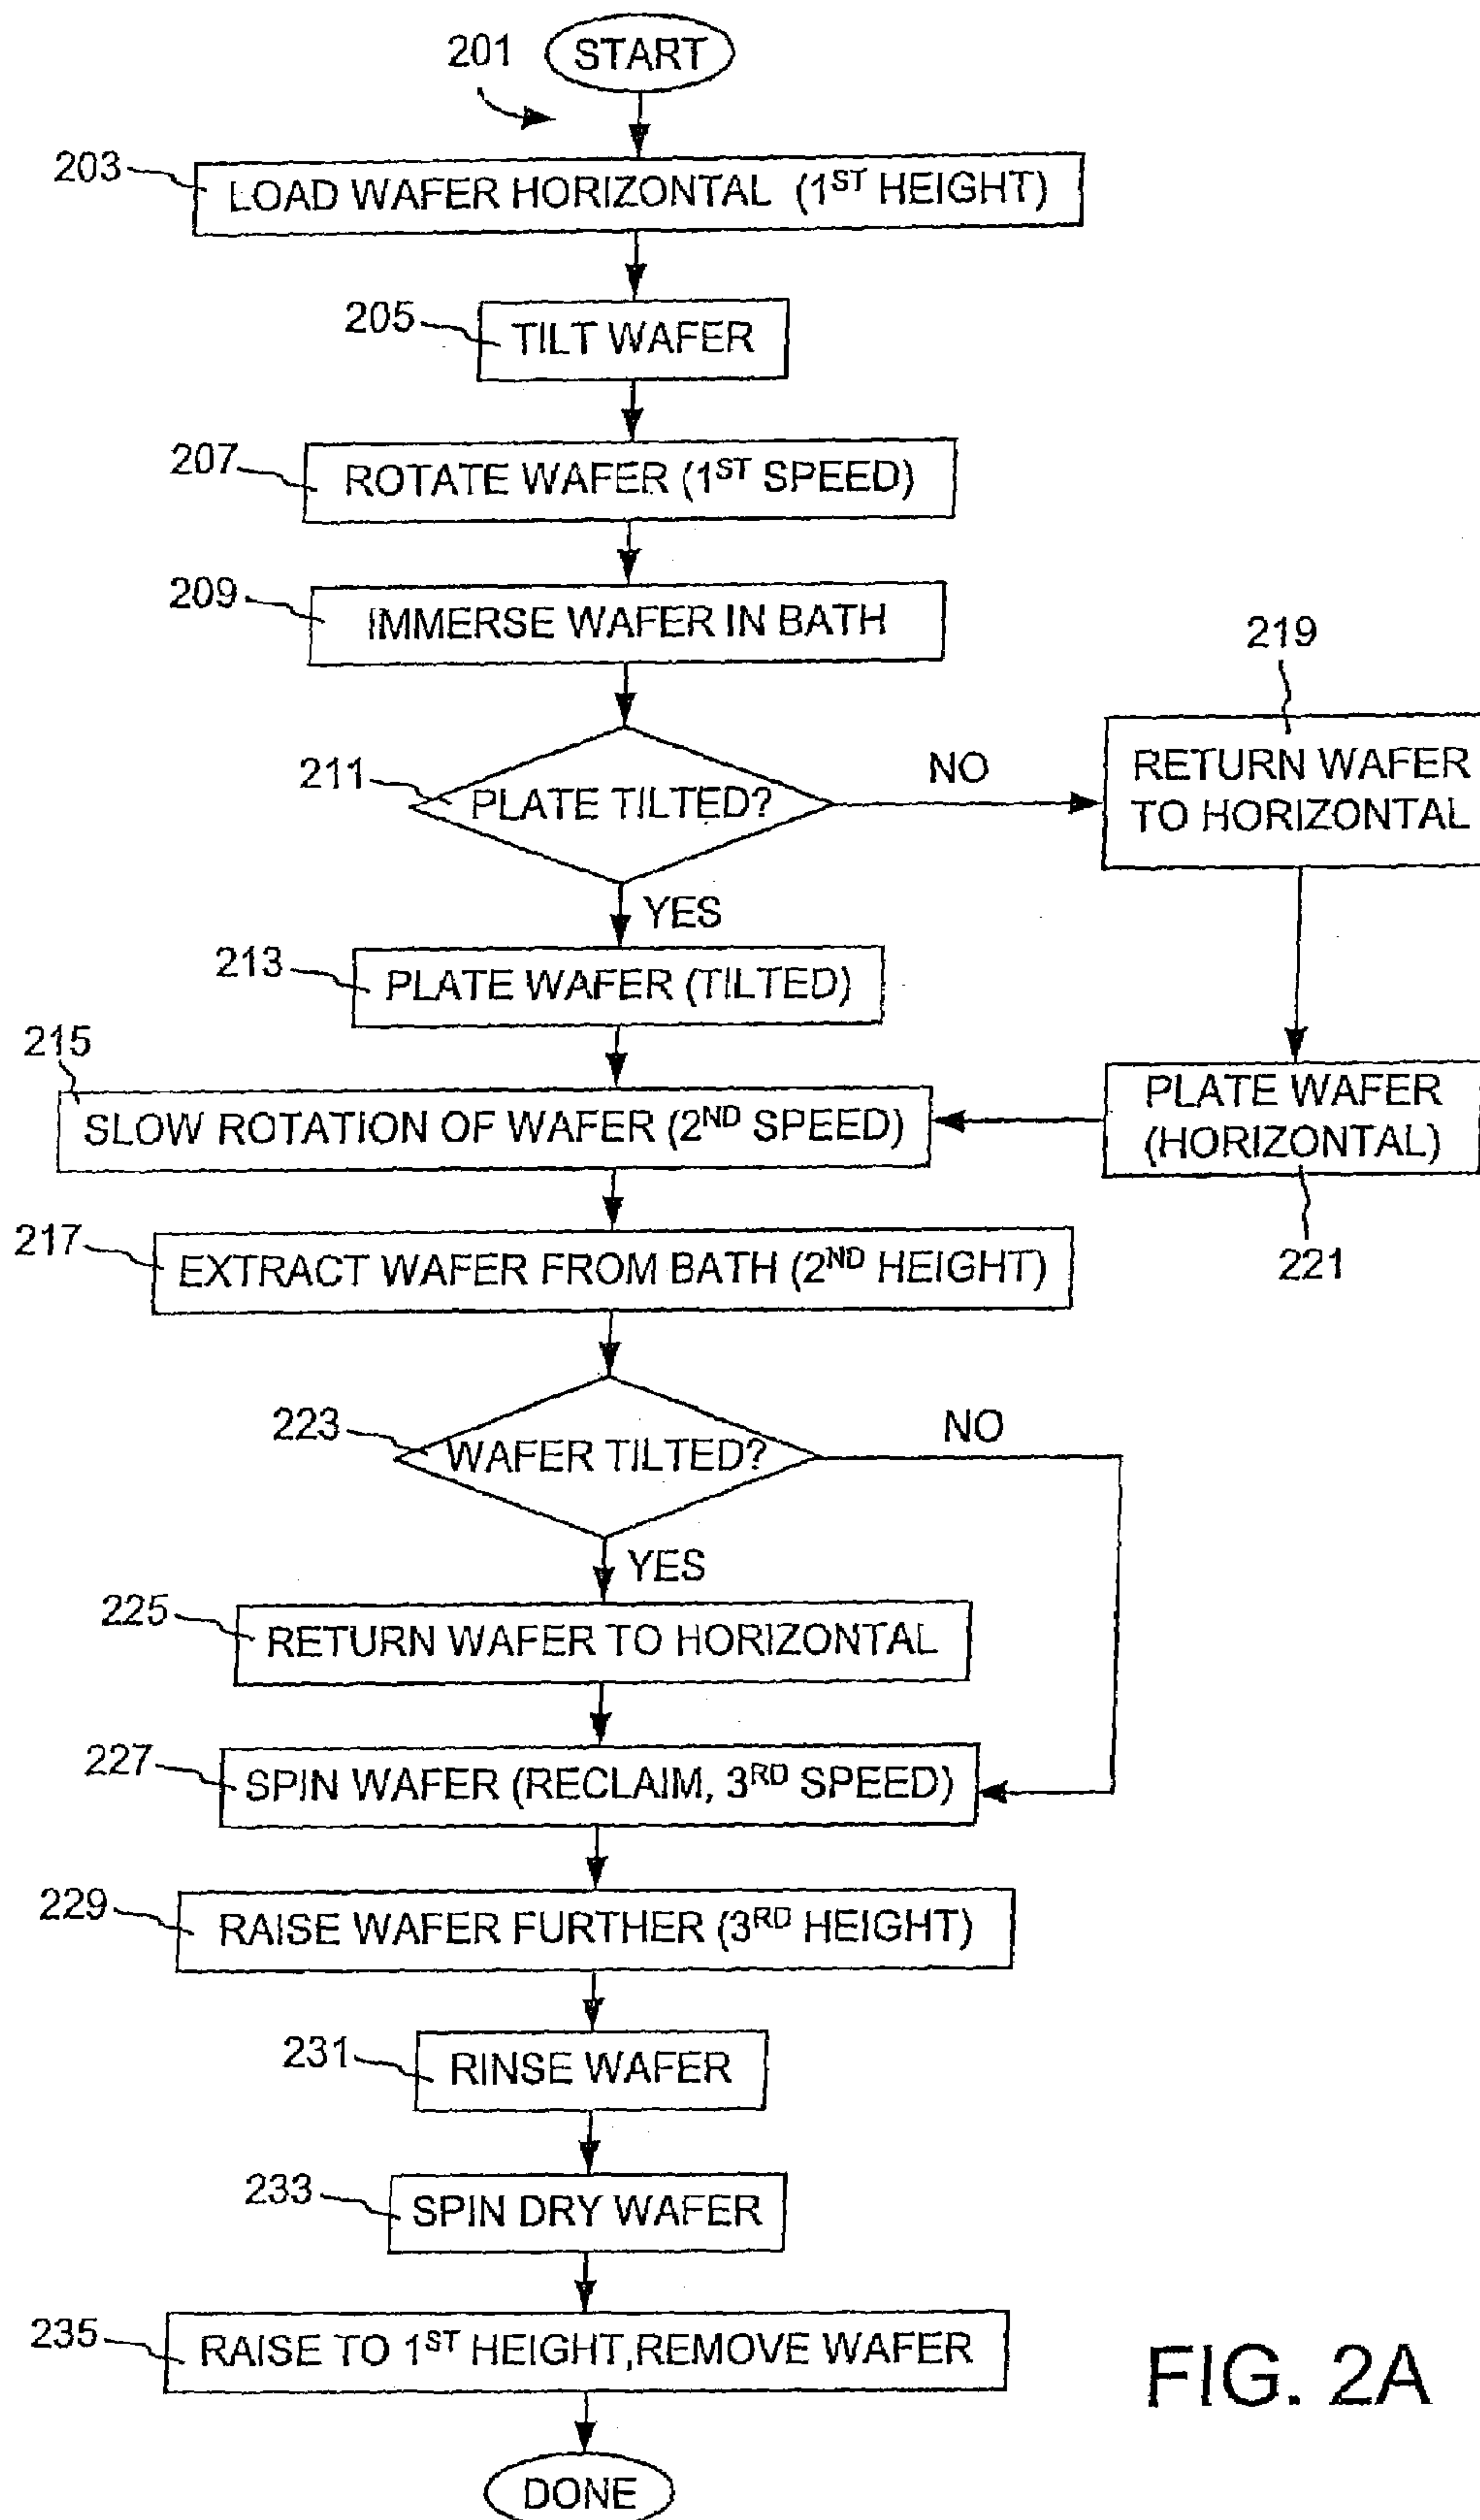 201
START
203
LOAD WAFER HORIZONTAL (1ST HEIGHT)
205
TILT WAFER
207
ROTATE WAFER (1ST SPEED)
209
IMMERSE WAFER IN BATH
211
PLATE TILTED?
NO
219
RETURN WAFER
TO HORIZONTAL
YES
213
PLATE WAFER (TILTED)
215
SLOW ROTATION OF WAFER (2ND SPEED)
PLATE WAFER
(HORIZONTAL)
221
217
EXTRACT WAFER FROM BATH (2ND HEIGHT)
223
WAFER TILTED?
NO
YES
225
RETURN WAFER TO HORIZONTAL
227
SPIN WAFER (RECLAIM, 3RD SPEED)
229
RAISE WAFER FURTHER (3RD HEIGHT)
231
RINSE WAFER
233
SPIN DRY WAFER
235
RAISE TO 1ST HEIGHT,REMOVE WAFER
DONE
FIG. 2A